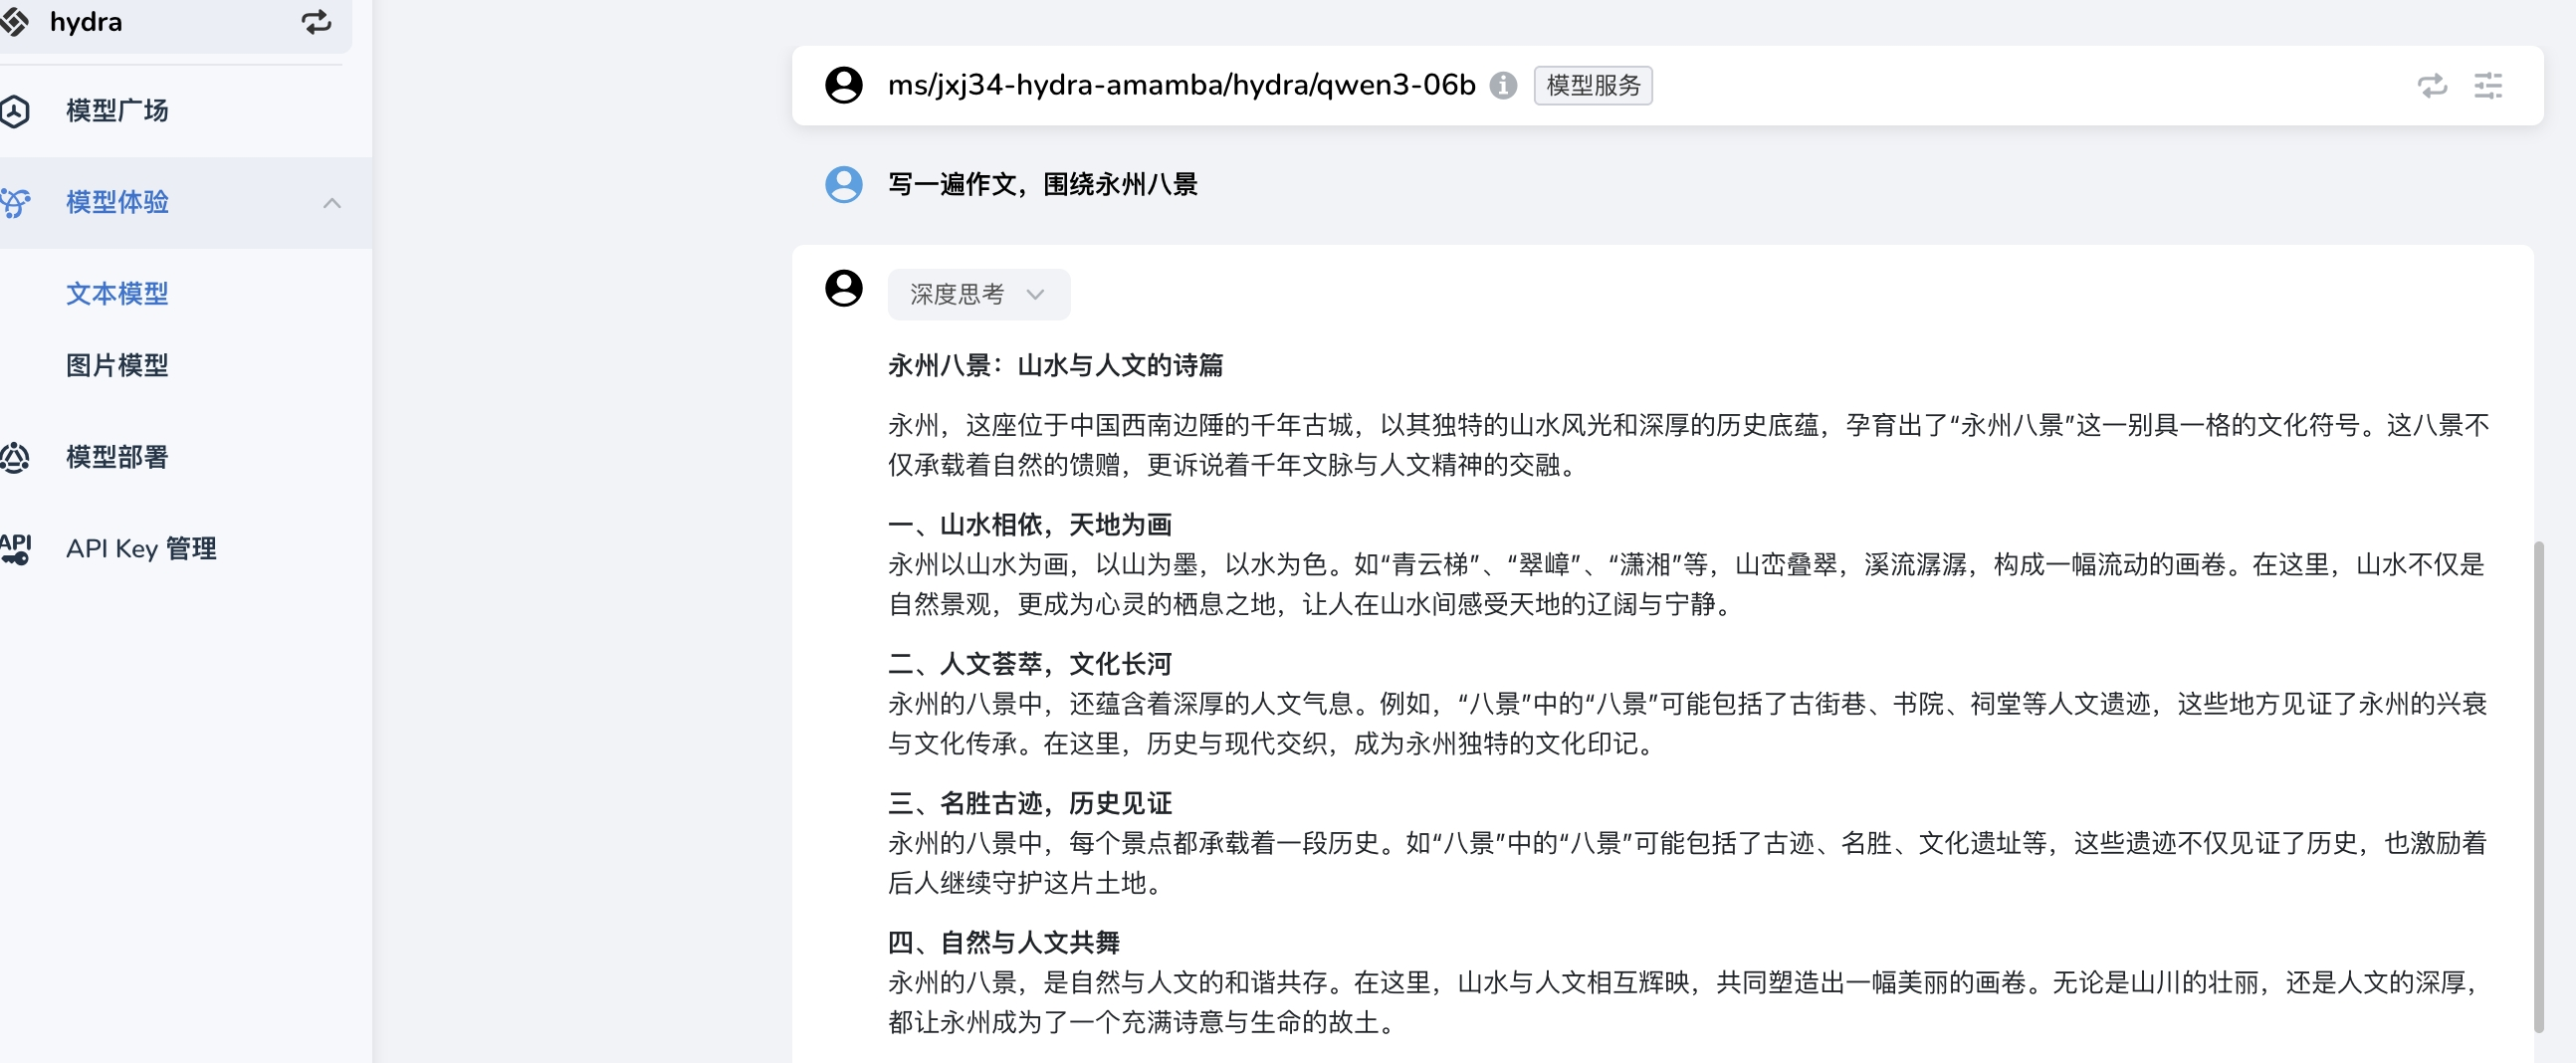 hydra
模型广场
模型体验
文本模型
图片模型
模型部署
API
API Key 管理
ms/jxj34-hydra-amamba/hydra/qwen3-06b
模型服务
写一遍作文，围绕永州八景
深度思考
永州八景：山水与人文的诗篇
永州，这座位于中国西南边陲的千年古城，以其独特的山水风光和深厚的历史底蕴，孕育出了“永州八景”这一别具一格的文化符号。这八景不
仅承载着自然的馈赠，更诉说着千年文脉与人文精神的交融。
一、山水相依，天地为画
永州以山水为画，以山为墨，以水为色。如“青云梯”、“翠嶂”、“潇湘”等，山峦叠翠，溪流潺潺，构成一幅流动的画卷。在这里，山水不仅是
自然景观，更成为心灵的栖息之地，让人在山水间感受天地的辽阔与宁静。
二、人文荟萃，文化长河
永州的八景中，还蕴含着深厚的人文气息。例如，“八景”中的“八景”可能包括了古街巷、书院、祠堂等人文遗迹，这些地方见证了永州的兴衰
与文化传承。在这里，历史与现代交织，成为永州独特的文化印记。
三、名胜古迹，历史见证
永州的八景中，每个景点都承载着一段历史。如“八景”中的“八景”可能包括了古迹、名胜、文化遗址等，这些遗迹不仅见证了历史，也激励着
后人继续守护这片土地。
四、自然与人文共舞
永州的八景，是自然与人文的和谐共存。在这里，山水与人文相互辉映，共同塑造出一幅美丽的画卷。无论是山川的壮丽，还是人文的深厚，
都让永州成为了一个充满诗意与生命的故土。